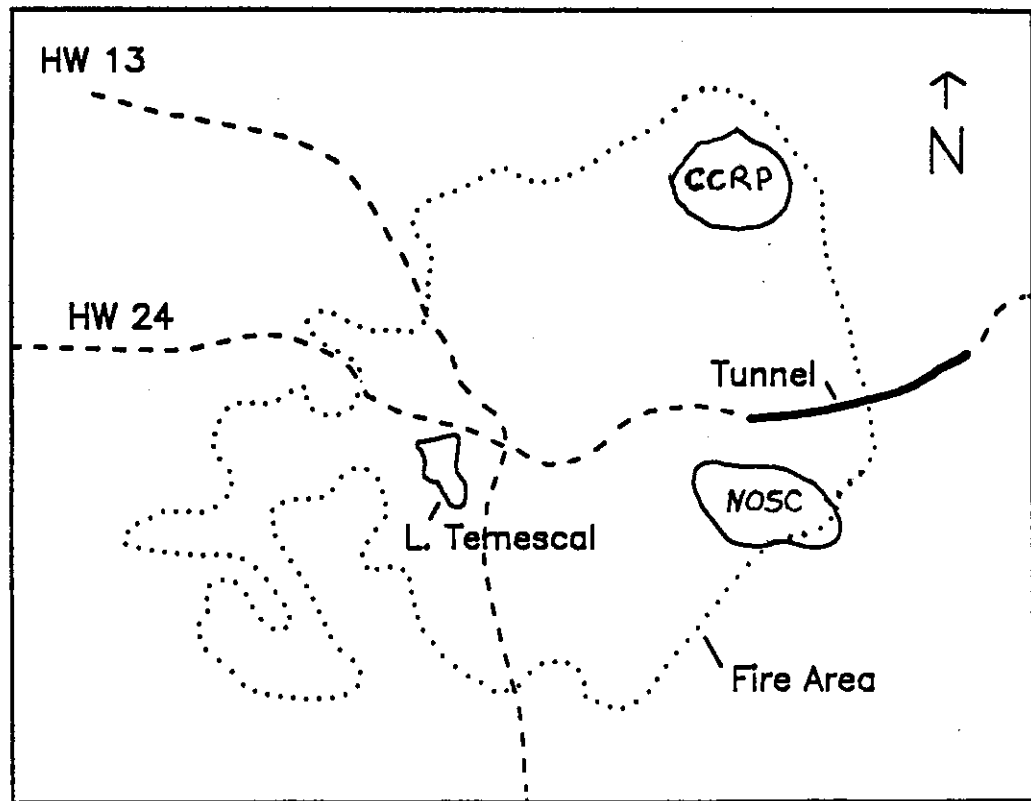 HW 13
N
CCRP
HW 24
Tunnel
NOSC
L. Temescal
Fire Area